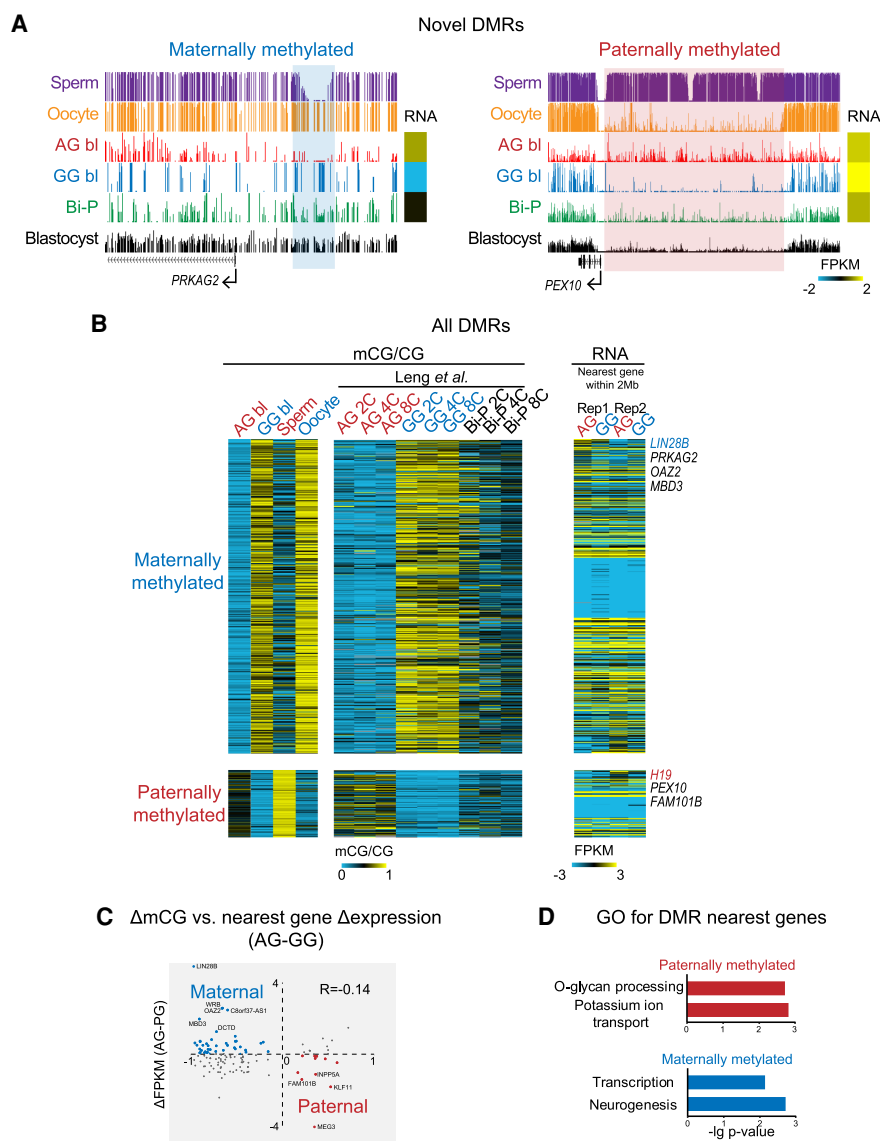 A
Novel DMRs
Maternally methylated
Paternally methylated
Sperm
Oocyte
AG bl
GG bl
Bi-P
Blastocyst
RNA
PRKAG2
Sperm
Oocyte
AG bl
GG bl
Bi-P
Blastocyst
RNA
PEX10
FPKM
-2 2
B
All DMRs
mCG/CG
RNA
Leng et al.
Nearest gene
within 2Mb
Rep1 Rep2
AG bl GG bl Sperm Oocyte
AG 2C AG 4C AG 8C GG 2C GG 4C GG 8C Bi-P 2C Bi-P 4C Bi-P 8C
AG GG AG GG
LIN28B
PRKAG2
OAZ2
MBD3
Maternally
methylated
Paternally
methylated
H19
PEX10
FAM101B
mCG/CG
0 1
FPKM
-3 3
C
ΔmCG vs. nearest gene Δexpression
(AG-GG)
ΔFPKM (AG-PG)
LIN28B
4
Maternal
R=-0.14
WRB
OAZ2
C8orf37-AS1
MBD3
DCTD
-1 0 1
INPP5A
FAM101B
KLF11
Paternal
MEG3
-4
D
GO for DMR nearest genes
Paternally methylated
O-glycan processing
Potassium ion
transport
0 1 2 3
Maternally metylated
Transcription
Neurogenesis
0 1 2 3
-lg p-value